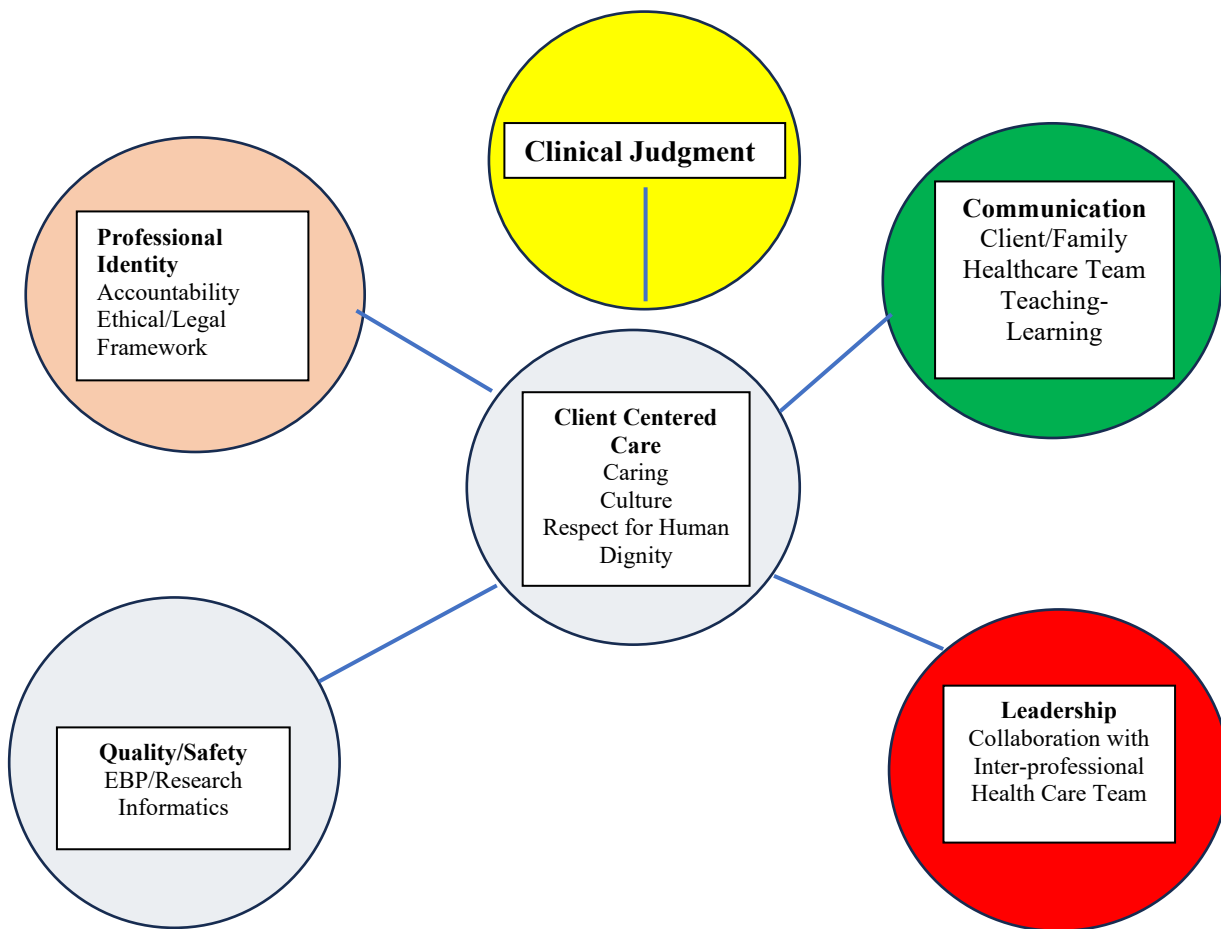 Clinical Judgment
Professional
Identity
Accountability
Ethical/Legal
Framework
Communication
Client/Family
Healthcare Team
Teaching-
Learning
Client Centered
Care
Caring
Culture
Respect for Human
Dignity
Quality/Safety
EBP/Research
Informatics
Leadership
Collaboration with
Inter-professional
Health Care Team